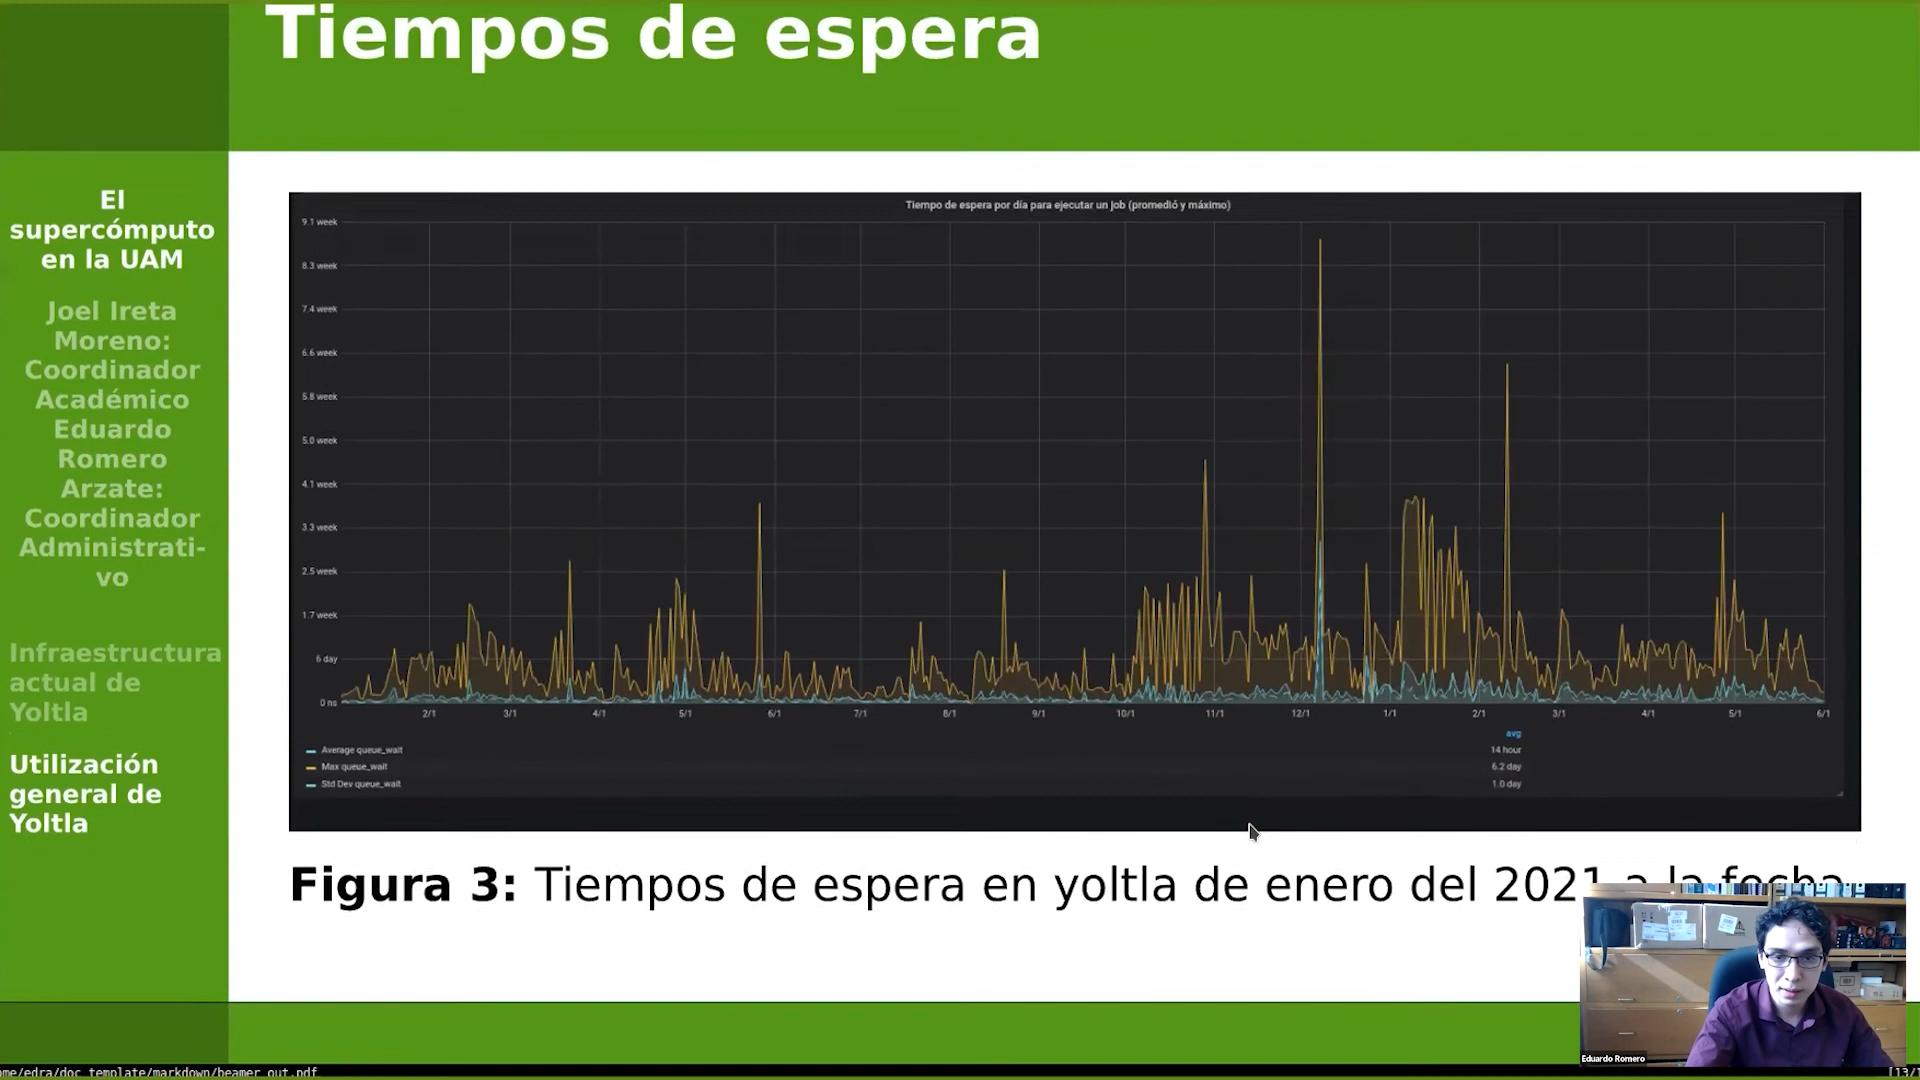 Tiempos de espera
El
supercómputo
en la UAM
Joel Ireta
Moreno:
Coordinador
Académico
Eduardo
Romero
Arzate:
Coordinador
Administrati-
vo
Infraestructura
actual de
Yoltla
Utilización
general de
Yoltla
Tiempo de espera por día para ejecutar un job (promedió y máximo)
9.1 week
8.3 week
7.4 week
6.6 week
5.8 week
5.0 week
4.1 week
3.3 week
2.5 week
1.7 week
6 day
0 ns
2/1 3/1 4/1 5/1 6/1 7/1 8/1 9/1 10/1 11/1 12/1 1/1 2/1 3/1 4/1 5/1 6/1
avg
Average queue_wait 14 hour
Max queue_wait 6.2 day
Std Dev queue_wait 1.0 day
Figura 3: Tiempos de espera en yoltla de enero del 2021 a la fecha
Eduardo Romero
ome/edra/doc_template/markdown/beamer_out.pdf
[13/1